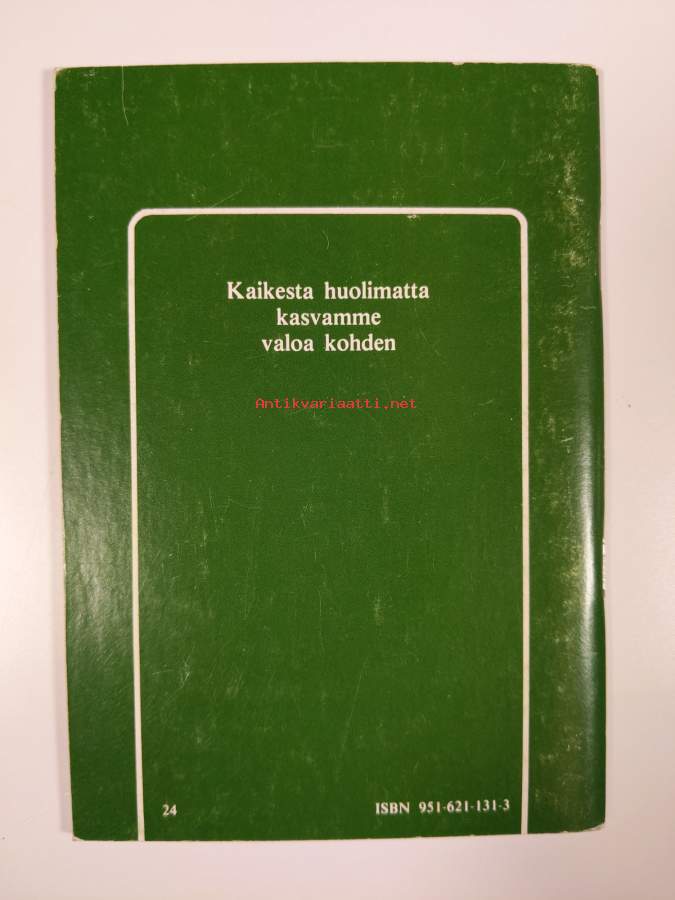 Kaikesta huolimatta
kasvamme
valoa kohden
Antikvariaatti.net
24
ISBN 951-621-131-3